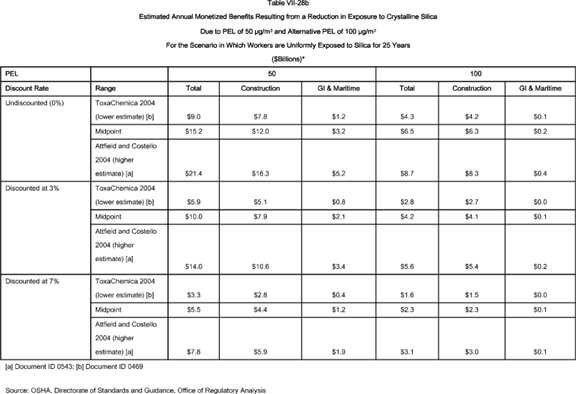 Table VII-28b
Estimated Annual Monetized Benefits Resulting from a Reduction in Exposure to Crystalline Silica
Due to PEL of 50 µg/m³ and Alternative PEL of 100 µg/m³
For the Scenario in Which Workers are Uniformly Exposed to Silica for 25 Years
($Billions)*
PEL 50 100
Discount Rate Range Total Construction GI & Maritime Total Construction GI & Maritime
Undiscounted (0%) ToxaChemica 2004
(lower estimate) [b] $9.0 $7.8 $1.2 $4.3 $4.2 $0.1
Midpoint $15.2 $12.0 $3.2 $6.5 $6.3 $0.2
Attfield and Costello
2004 (higher
estimate) [a] $21.4 $16.3 $5.2 $8.7 $8.3 $0.4
Discounted at 3% ToxaChemica 2004
(lower estimate) [b] $5.9 $5.1 $0.8 $2.8 $2.7 $0.0
Midpoint $10.0 $7.9 $2.1 $4.2 $4.1 $0.1
Attfield and Costello
2004 (higher
estimate) [a]
$14.0 $10.6 $3.4 $5.6 $5.4 $0.2
Discounted at 7% ToxaChemica 2004
(lower estimate) [b] $3.3 $2.8 $0.4 $1.6 $1.5 $0.0
Midpoint $5.5 $4.4 $1.2 $2.3 $2.3 $0.1
Attfield and Costello
2004 (higher
estimate) [a] $7.8 $5.9 $1.9 $3.1 $3.0 $0.1
[a] Document ID 0543; [b] Document ID 0469
Source: OSHA, Directorate of Standards and Guidance, Office of Regulatory Analysis